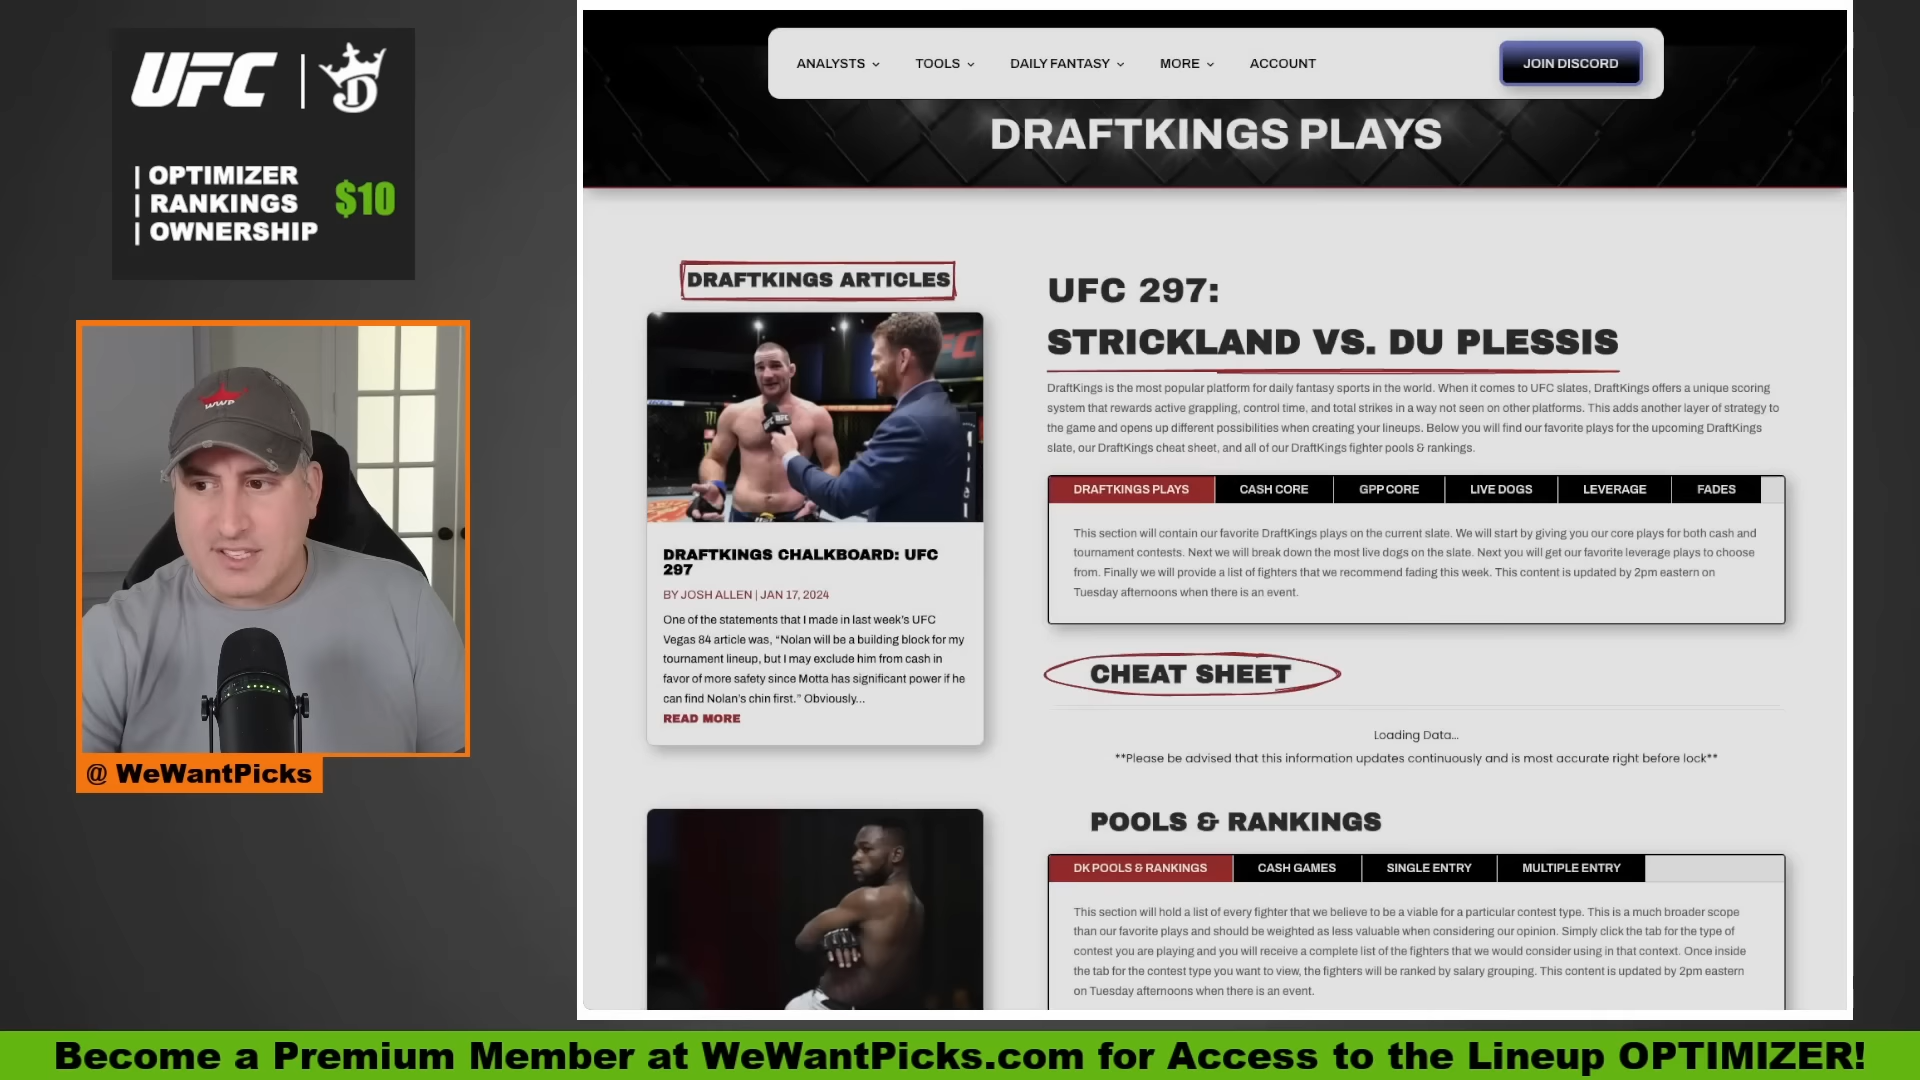 UFC
| OPTIMIZER
| RANKINGS
| OWNERSHIP
$10
WWP
@ WeWantPicks
ANALYSTS
TOOLS
DAILY FANTASY
MORE
ACCOUNT
JOIN DISCORD
DRAFTKINGS PLAYS
DRAFTKINGS ARTICLES
UFC
DRAFTKINGS CHALKBOARD: UFC
297
BY JOSH ALLEN | JAN 17, 2024
One of the statements that I made in last week's UFC
Vegas 84 article was, “Nolan will be a building block for my
tournament lineup, but I may exclude him from cash in
favor of more safety since Motta has significant power if he
can find Nolan's chin first.” Obviously...
READ MORE
UFC 297:
STRICKLAND VS. DU PLESSIS
DraftKings is the most popular platform for daily fantasy sports in the world. When it comes to UFC slates, DraftKings offers a unique scoring
system that rewards active grappling, control time, and total strikes in a way not seen on other platforms. This adds another layer of strategy to
the game and opens up different possibilities when creating your lineups. Below you will find our favorite plays for the upcoming DraftKings
slate, our DraftKings cheat sheet, and all of our DraftKings fighter pools & rankings.
DRAFTKINGS PLAYS
CASH CORE
GPP CORE
LIVE DOGS
LEVERAGE
FADES
This section will contain our favorite DraftKings plays on the current slate. We will start by giving you our core plays for both cash and
tournament contests. Next we will break down the most live dogs on the slate. Next you will get our favorite leverage plays to choose
from. Finally we will provide a list of fighters that we recommend fading this week. This content is updated by 2pm eastern on
Tuesday afternoons when there is an event.
CHEAT SHEET
Loading Data...
**Please be advised that this information updates continuously and is most accurate right before lock**
POOLS & RANKINGS
DK POOLS & RANKINGS
CASH GAMES
SINGLE ENTRY
MULTIPLE ENTRY
This section will hold a list of every fighter that we believe to be a viable for a particular contest type. This is a much broader scope
than our favorite plays and should be weighted as less valuable when considering our opinion. Simply click the tab for the type of
contest you are playing and you will receive a complete list of the fighters that we would consider using in that context. Once inside
the tab for the contest type you want to view, the fighters will be ranked by salary grouping. This content is updated by 2pm eastern
on Tuesday afternoons when there is an event.
Become a Premium Member at WeWantPicks.com for Access to the Lineup OPTIMIZER!